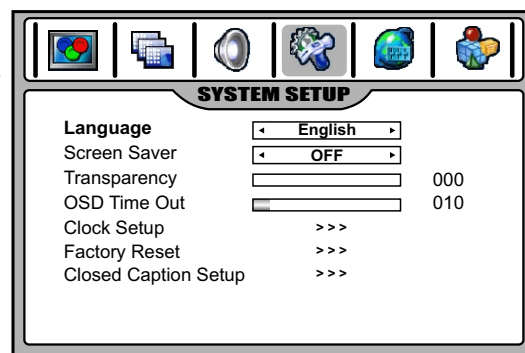 SYSTEM SETUP
Language English
Screen Saver OFF
Transparency 000
OSD Time Out 010
Clock Setup >>>
Factory Reset >>>
Closed Caption Setup >>>